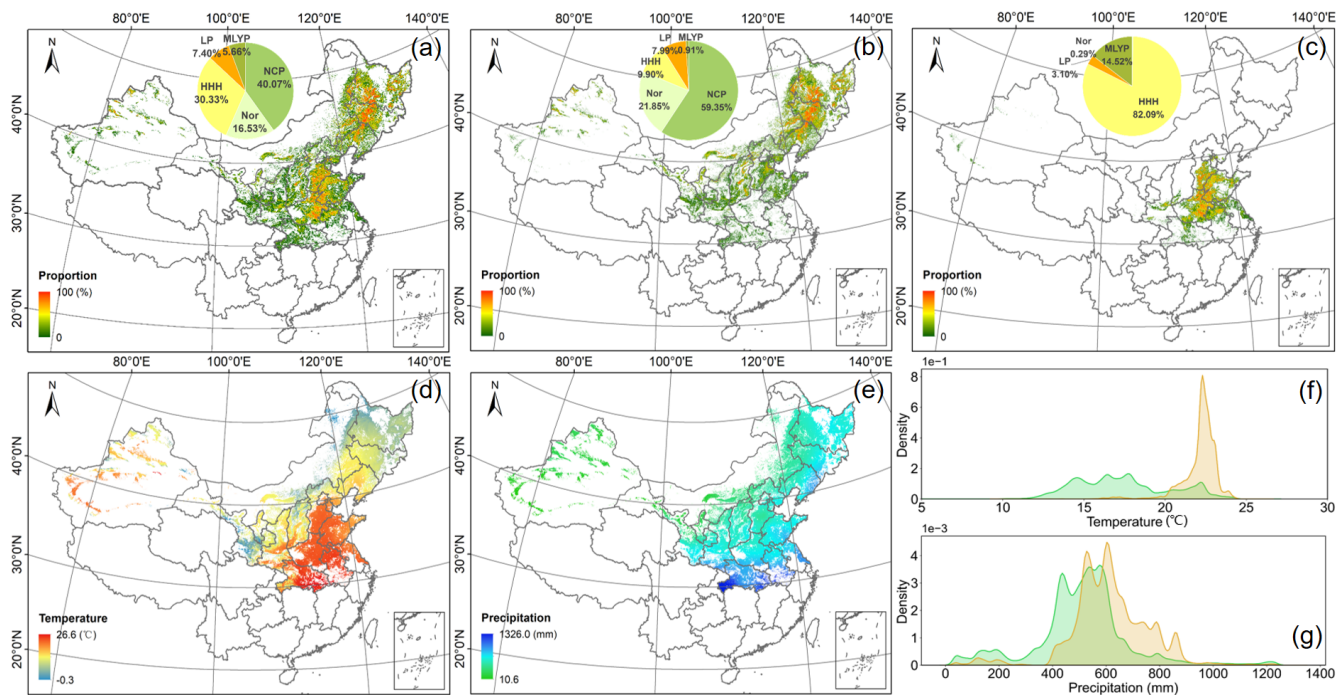 80°E 100°E 120°E 140°E
80°E 100°E 120°E 140°E
80°E 100°E 120°E 140°E
N
(a)
LP
7.40%
MLYP
5.66%
NCP
40.07%
HHH
30.33%
Nor
16.53%
40°N
30°N
20°N
Proportion
100 (%)
0
N
(b)
LP
7.99%
MLYP
0.91%
HHH
9.90%
Nor
21.85%
NCP
59.35%
40°N
30°N
20°N
Proportion
100 (%)
0
N
(c)
Nor
0.29%
MLYP
14.52%
LP
3.10%
HHH
82.09%
40°N
30°N
20°N
Proportion
100 (%)
0
80°E 100°E 120°E 140°E
80°E 100°E 120°E 140°E
N
(d)
40°N
30°N
20°N
Temperature
26.6 (℃)
-0.3
N
(e)
40°N
30°N
20°N
Precipitation
1326.0 (mm)
10.6
1e−1
(f)
Density
8
6
4
2
0
5 10 15 20 25 30
Temperature(℃)
1e−3
(g)
Density
4
3
2
1
0
0 200 400 600 800 1000 1200 1400
Precipitation (mm)